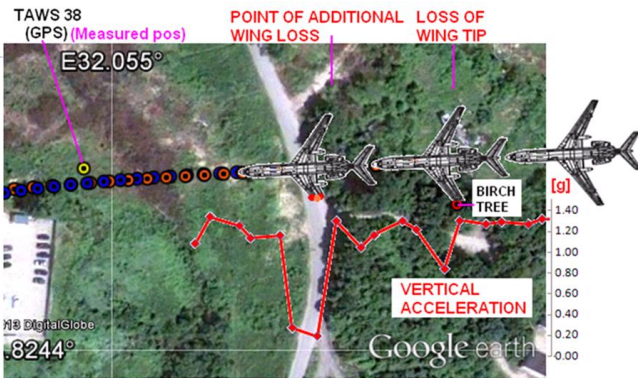 TAWS 38
(GPS) (Measured pos)
E32.055°
POINT OF ADDITIONAL
WING LOSS
LOSS OF
WING TIP
BIRCH
TREE
[g]
1.40
1.20
1.00
0.80
0.60
0.40
0.20
0.00
VERTICAL
ACCELERATION
13 DigitalGlobe
.8244°
Google earth